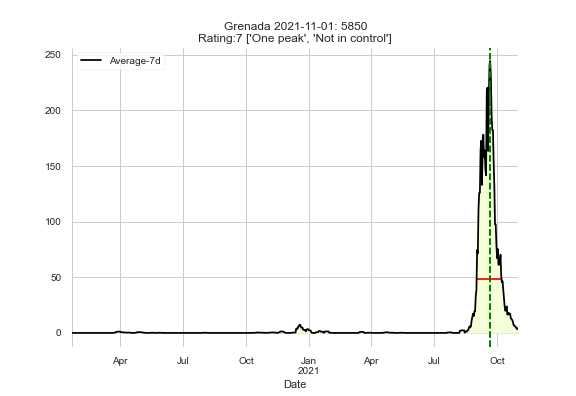 Grenada 2021-11-01: 5850
Rating:7 ['One peak', 'Not in control']
Average-7d
250
200
150
100
50
0
Apr
Jul
Oct
Jan
2021
Apr
Jul
Oct
Date